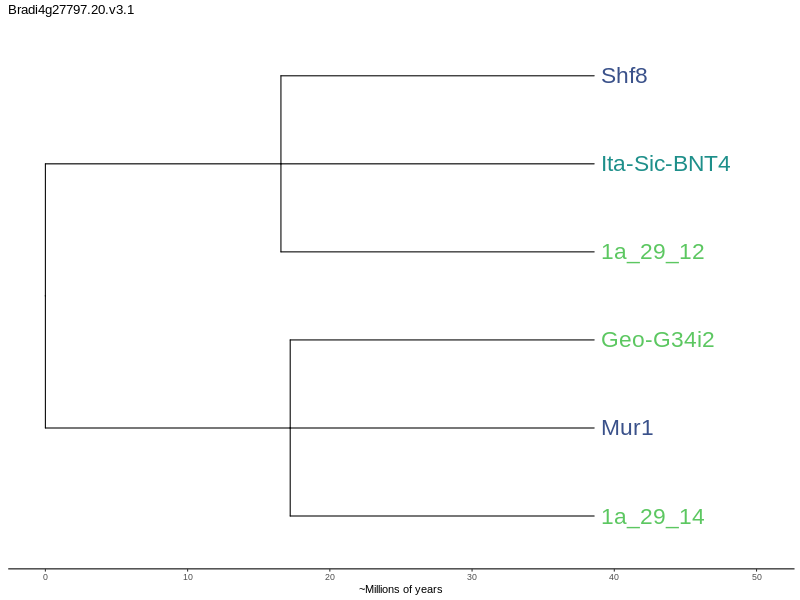 Bradi4g27797.20.v3.1
Shf8
Ita-Sic-BNT4
1a_29_12
Geo-G34i2
Mur1
1a_29_14
0 10 20 30 40 50
~Millions of years